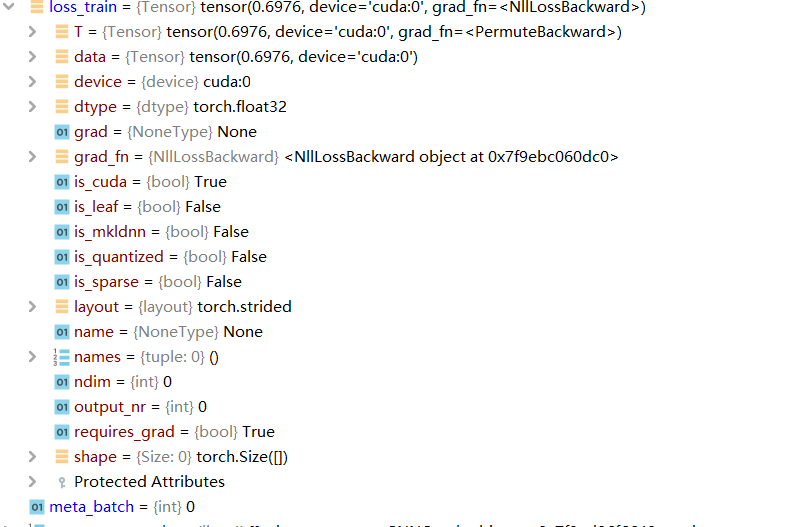 loss_train = {Tensor} tensor(0.6976, device='cuda:0', grad_fn=<NllLossBackward>)
T = {Tensor} tensor(0.6976, device='cuda:0', grad_fn=<PermuteBackward>)
data = {Tensor} tensor(0.6976, device='cuda:0')
device = {device} cuda:0
dtype = {dtype} torch.float32
01 grad = {NoneType} None
grad_fn = {NllLossBackward} <NllLossBackward object at 0x7f9ebc060dc0>
01 is_cuda = {bool} True
01 is_leaf = {bool} False
01 is_mkldnn = {bool} False
01 is_quantized = {bool} False
01 is_sparse = {bool} False
layout = {layout} torch.strided
01 name = {NoneType} None
names = {tuple: 0} ()
01 ndim = {int} 0
01 output_nr = {int} 0
01 requires_grad = {bool} True
shape = {Size: 0} torch.Size([])
Protected Attributes
01 meta_batch = {int} 0